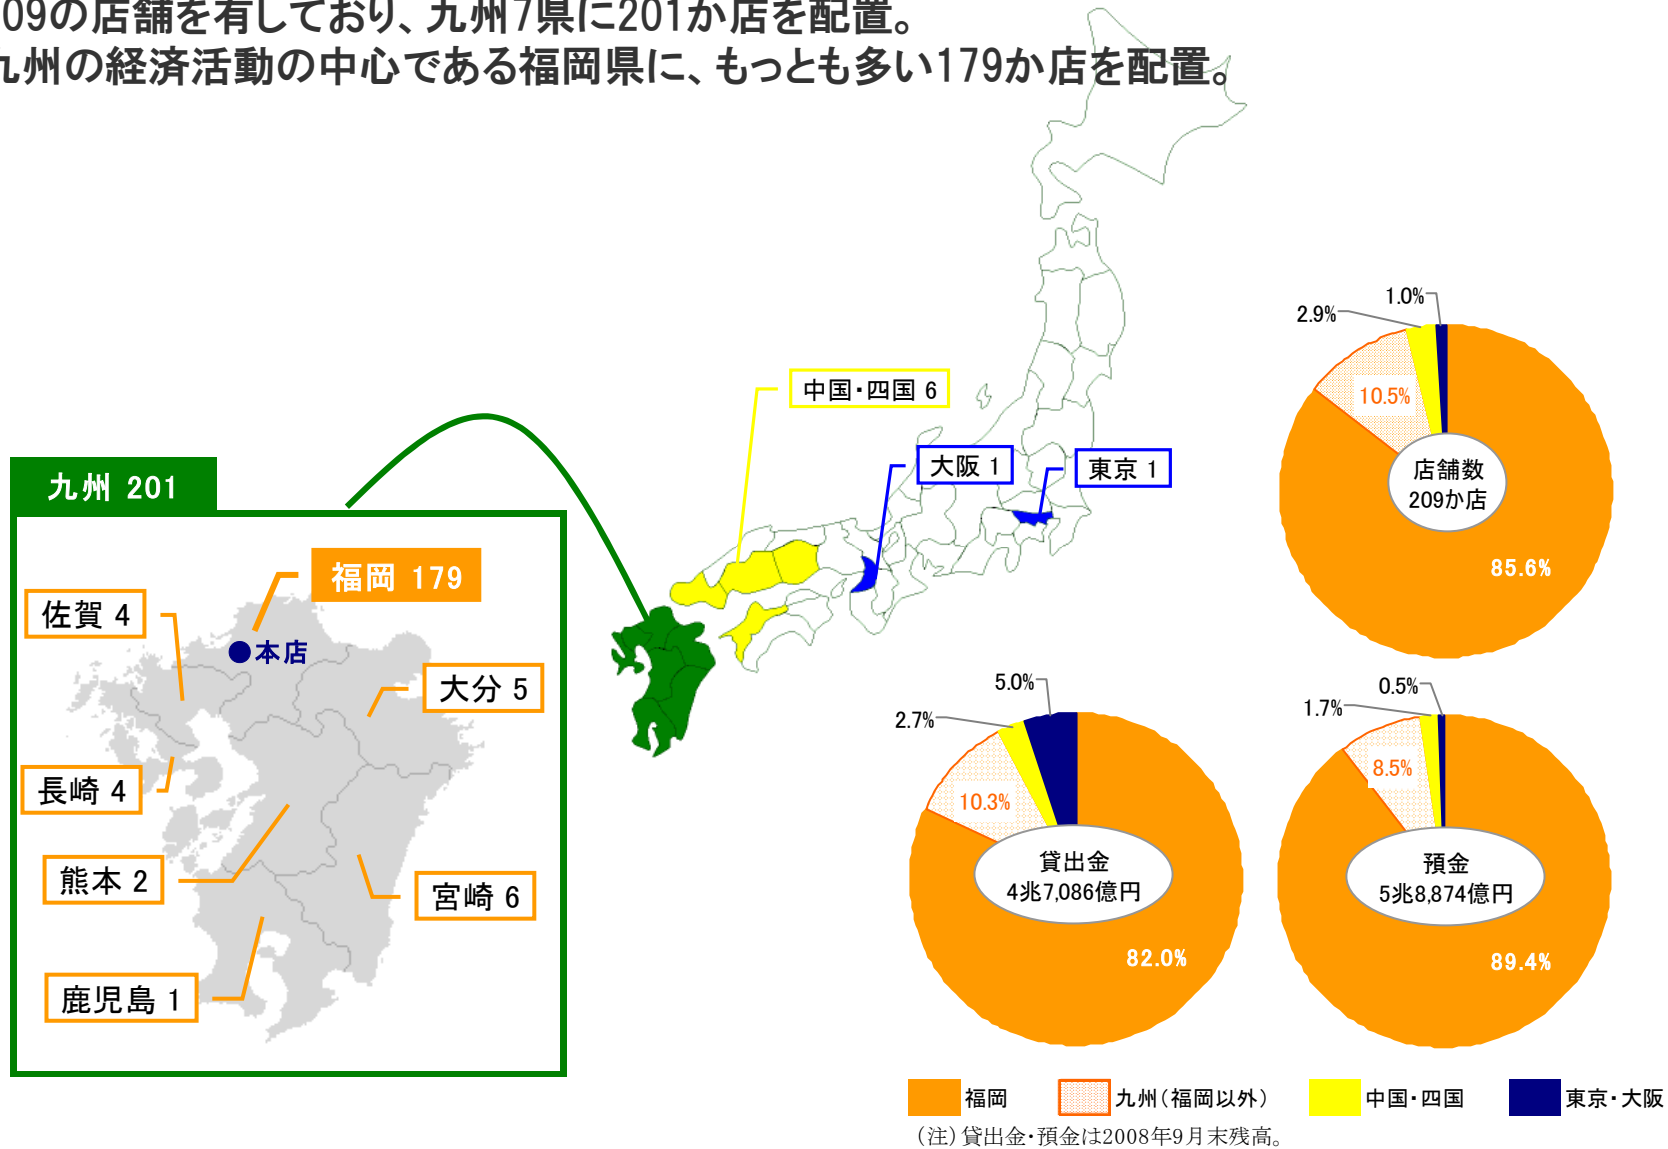 09の店舗を有しており、九州7県に201か店を配置。
九州の経済活動の中心である福岡県に、もっとも多い179か店を配置。
中国・四国 6
大阪 1
東京 1
九州 201
福岡 179
佐賀 4
本店
大分 5
長崎 4
熊本 2
宮崎 6
鹿児島 1
1.0%
2.9%
10.5%
店舗数
209か店
85.6%
5.0%
2.7%
10.3%
貸出金
4兆7,086億円
82.0%
0.5%
1.7%
8.5%
預金
5兆8,874億円
89.4%
福岡
九州(福岡以外)
中国・四国
東京・大阪
(注)貸出金・預金は2008年9月末残高。